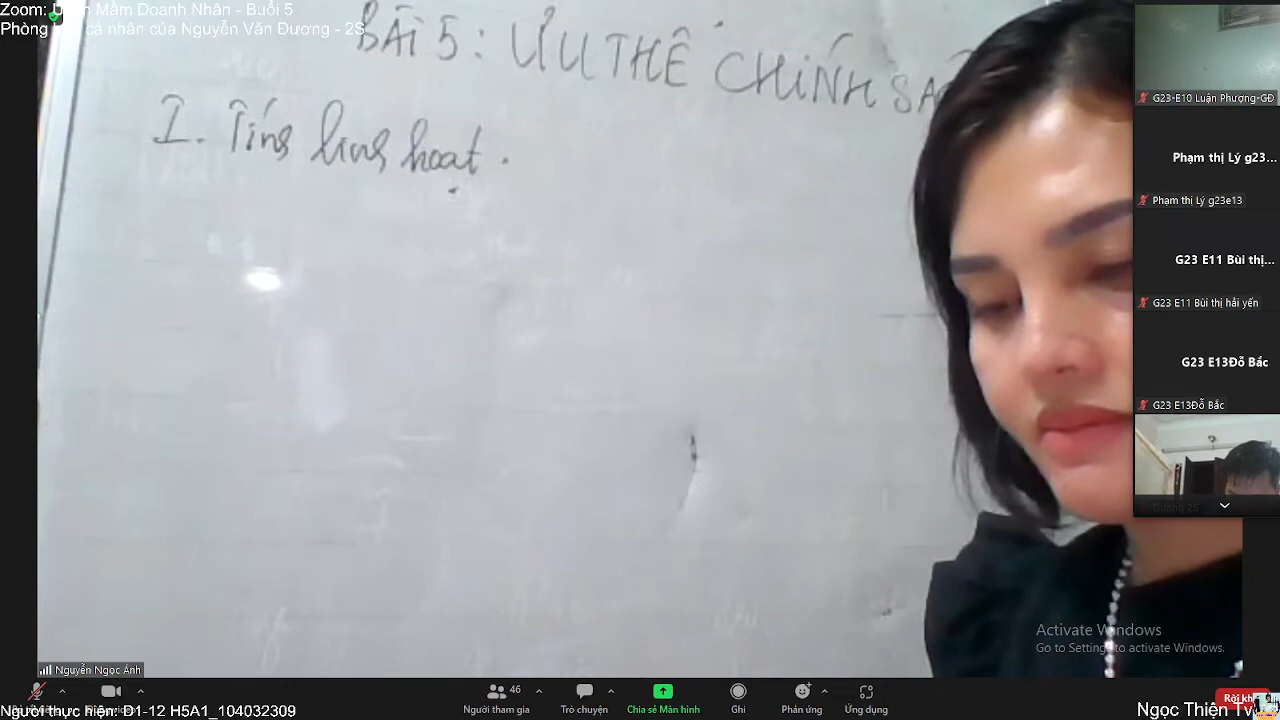 Zoom: Mầm Doanh Nhân - Buổi 5
Phòng cá nhân của Nguyễn Văn Đương - 2S
BÀI 5: ƯU THẾ CHÍNH SÁ
I. Tính linh hoạt.
G23-E10 Luận Phượng-GĐ
Phạm thị Lý g23...
Phạm thị Lý g23e13
G23 E11 Bùi thị...
G23 E11 Bùi thị hải yến
G23 E13Đỗ Bắc
G23 E13Đỗ Bắc
Activate Windows
Go to Settings to activate Windows.
Nguyễn Ngọc Ánh
46
Người tham gia
Trò chuyện
Chia sẻ Màn hình
Ghi
Phản ứng
Ứng dụng
Người thực hiện: D1-12 H5A1_104032309
Ngọc Thiên Tw